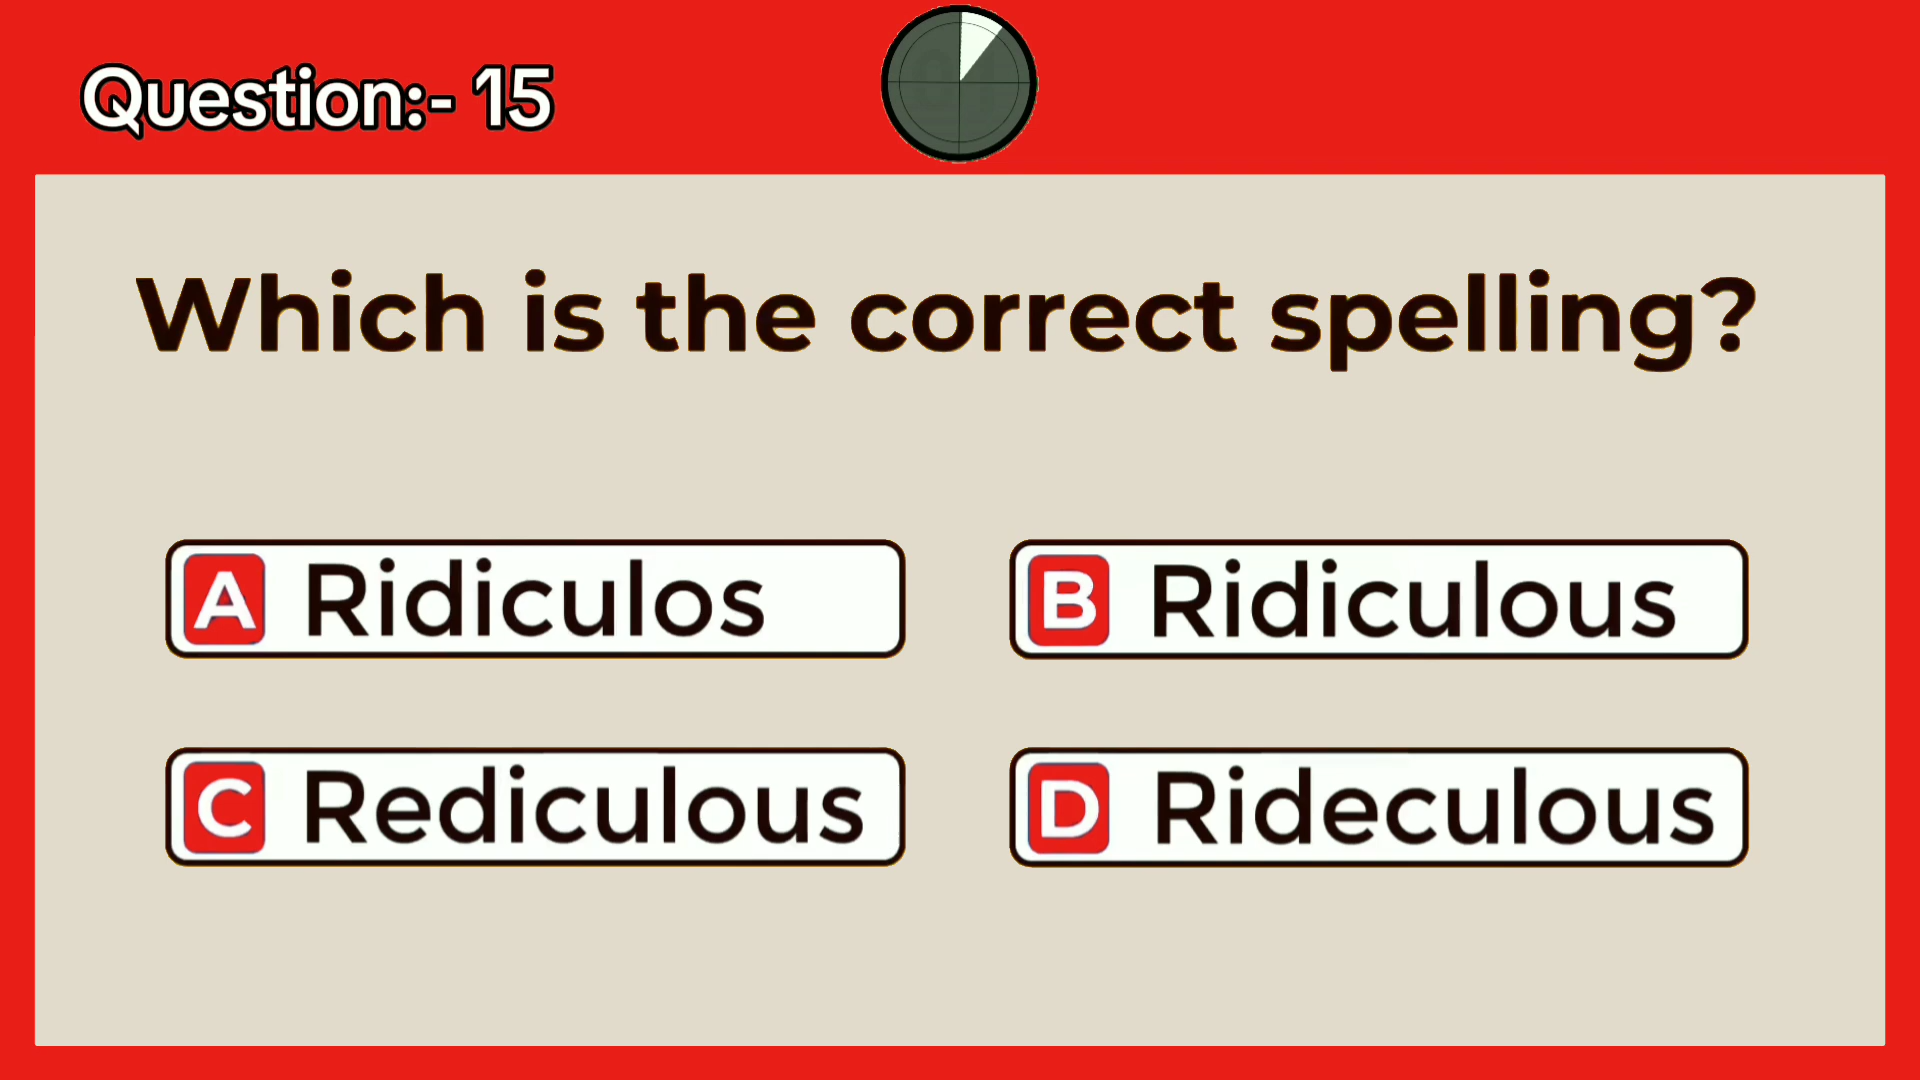 Question:- 15
Which is the correct spelling?
A Ridiculos
B Ridiculous
C Rediculous
D Rideculous